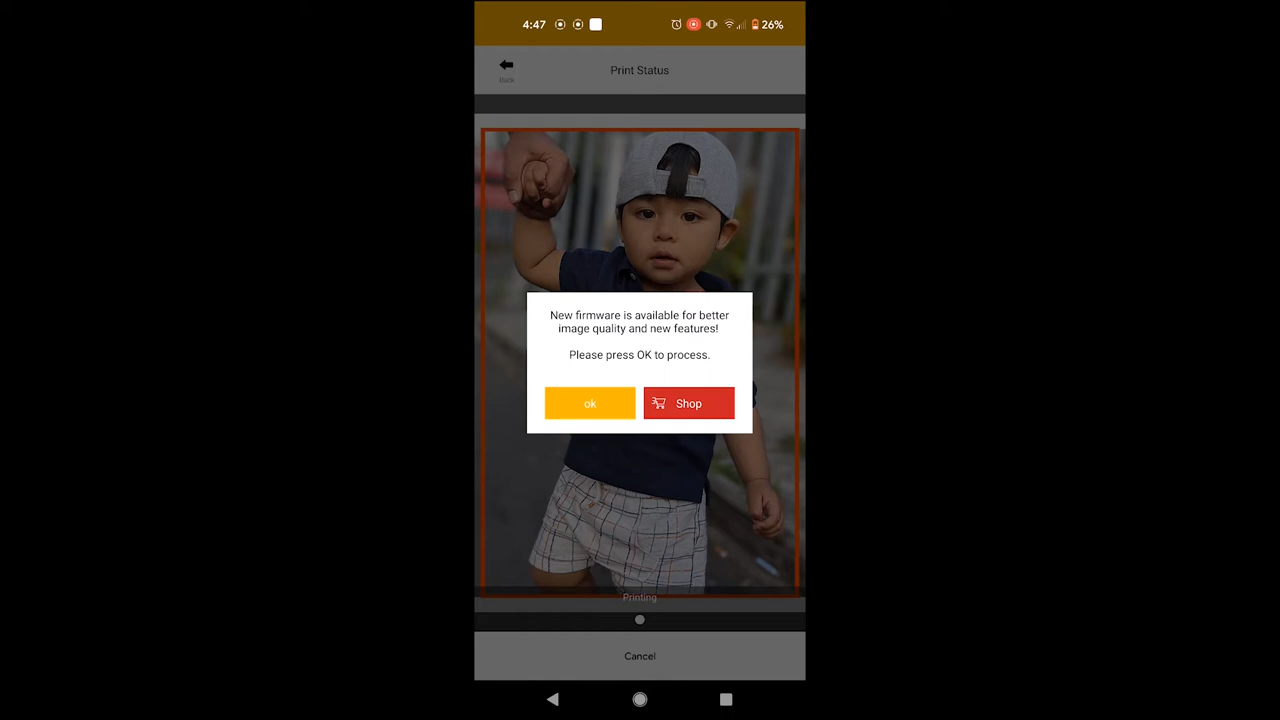 4:47
26%
Back
Print Status
New firmware is available for better
image quality and new features!
Please press OK to process.
ok
Shop
Printing
Cancel